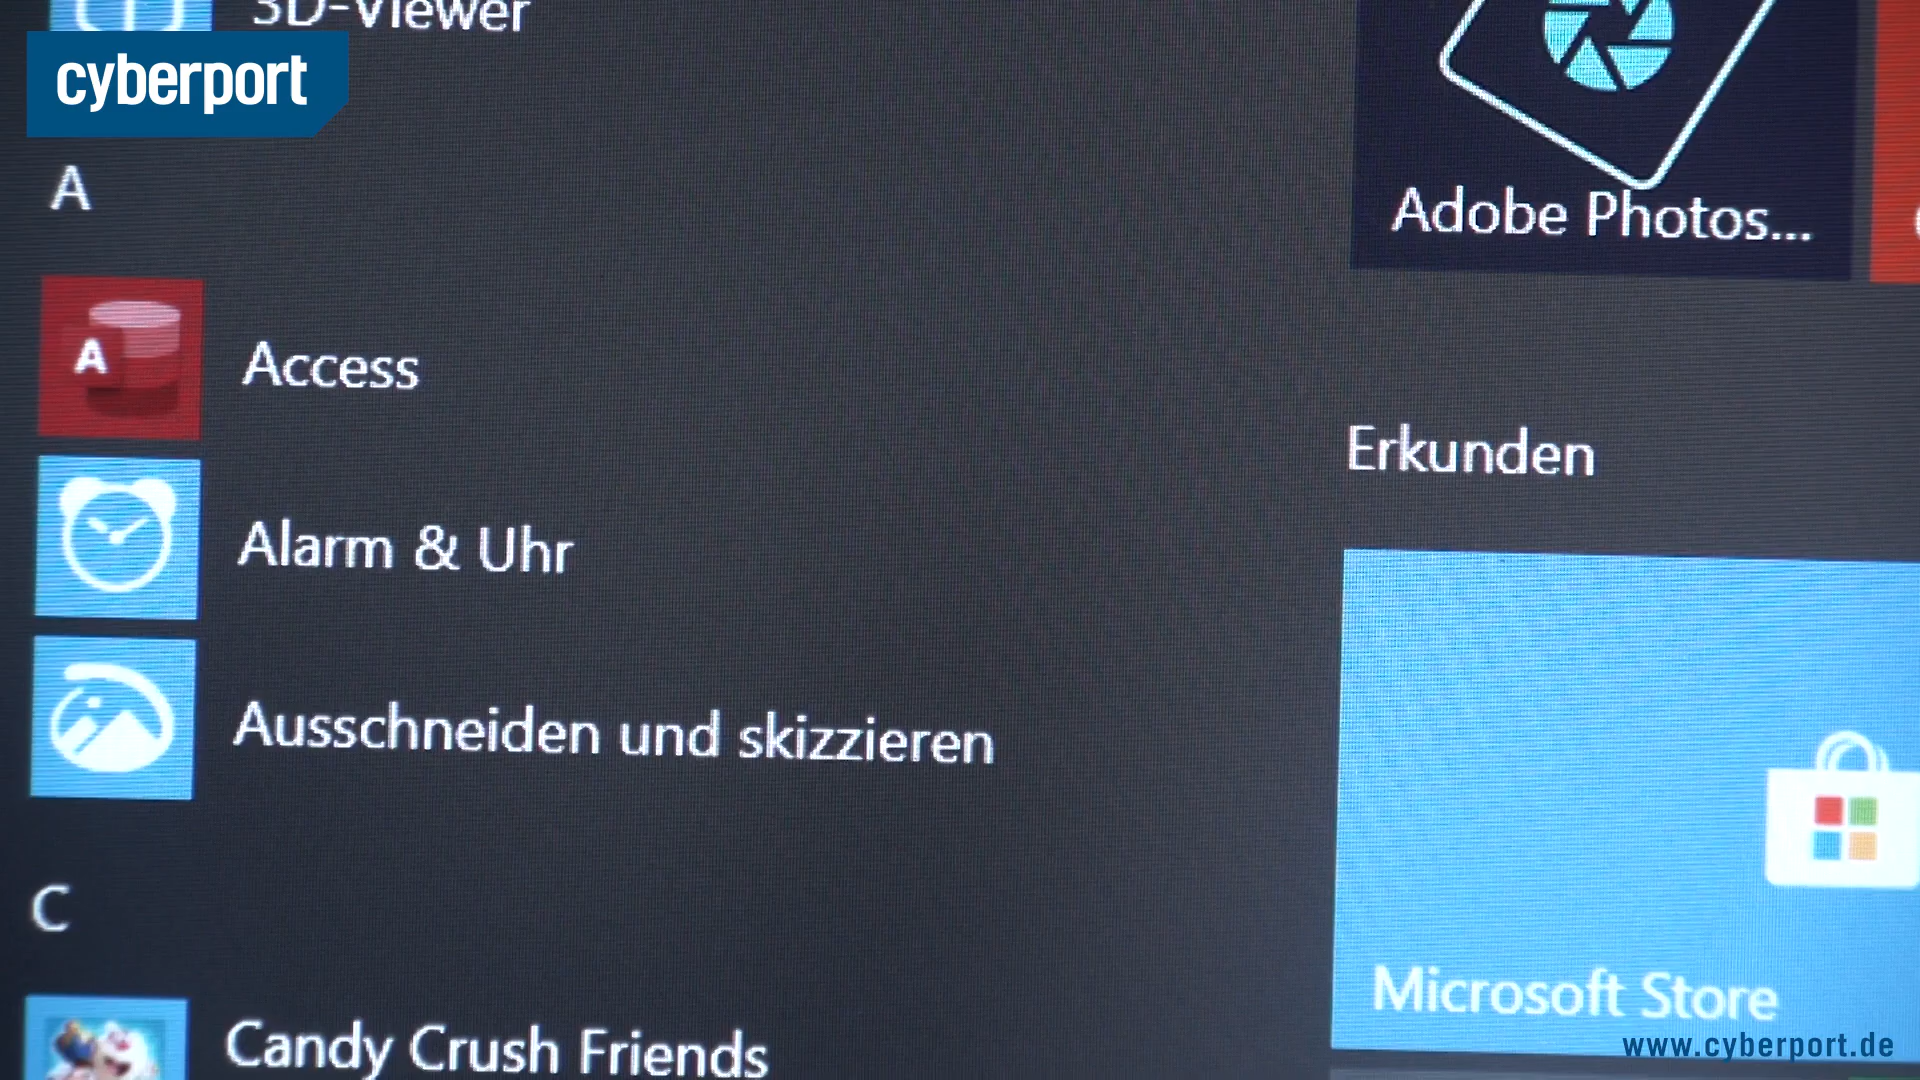 3D-Viewer
cyberport
A
A
Access
Alarm & Uhr
Ausschneiden und skizzieren
C
Candy Crush Friends
Adobe Photos...
Erkunden
Microsoft Store
www.cyberport.de